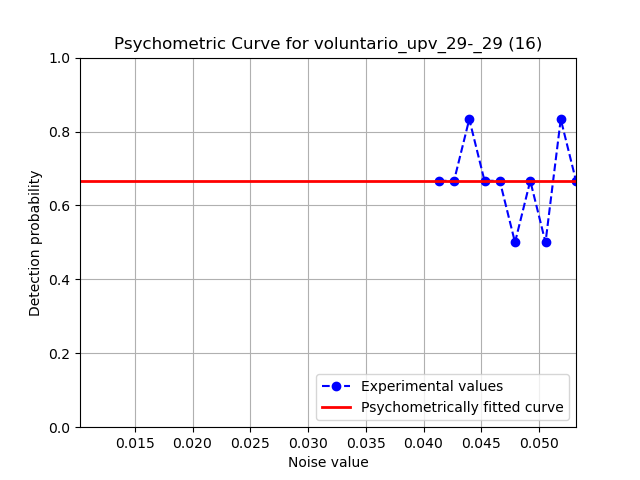 Psychometric Curve for voluntario_upv_29-_29 (16)
1.0
0.8
0.6
0.4
0.2
0.0
Detection probability
0.015 0.020 0.025 0.030 0.035 0.040 0.045 0.050
Noise value
Experimental values
Psychometrically fitted curve